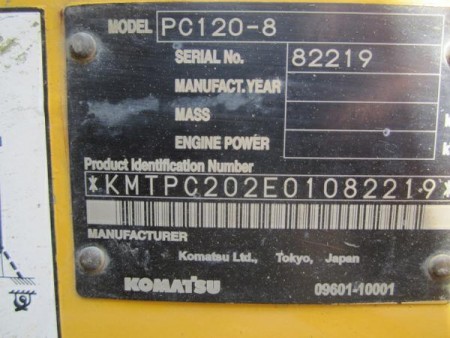 MODEL PC120-8
SERIAL No. 82219
MANUFACT. YEAR
MASS
ENGINE POWER
Product Identification Number
*KMTPC202E01082219*
MANUFACTURER
Komatsu Ltd., Tokyo, Japan
KOMATSU 09601-10001